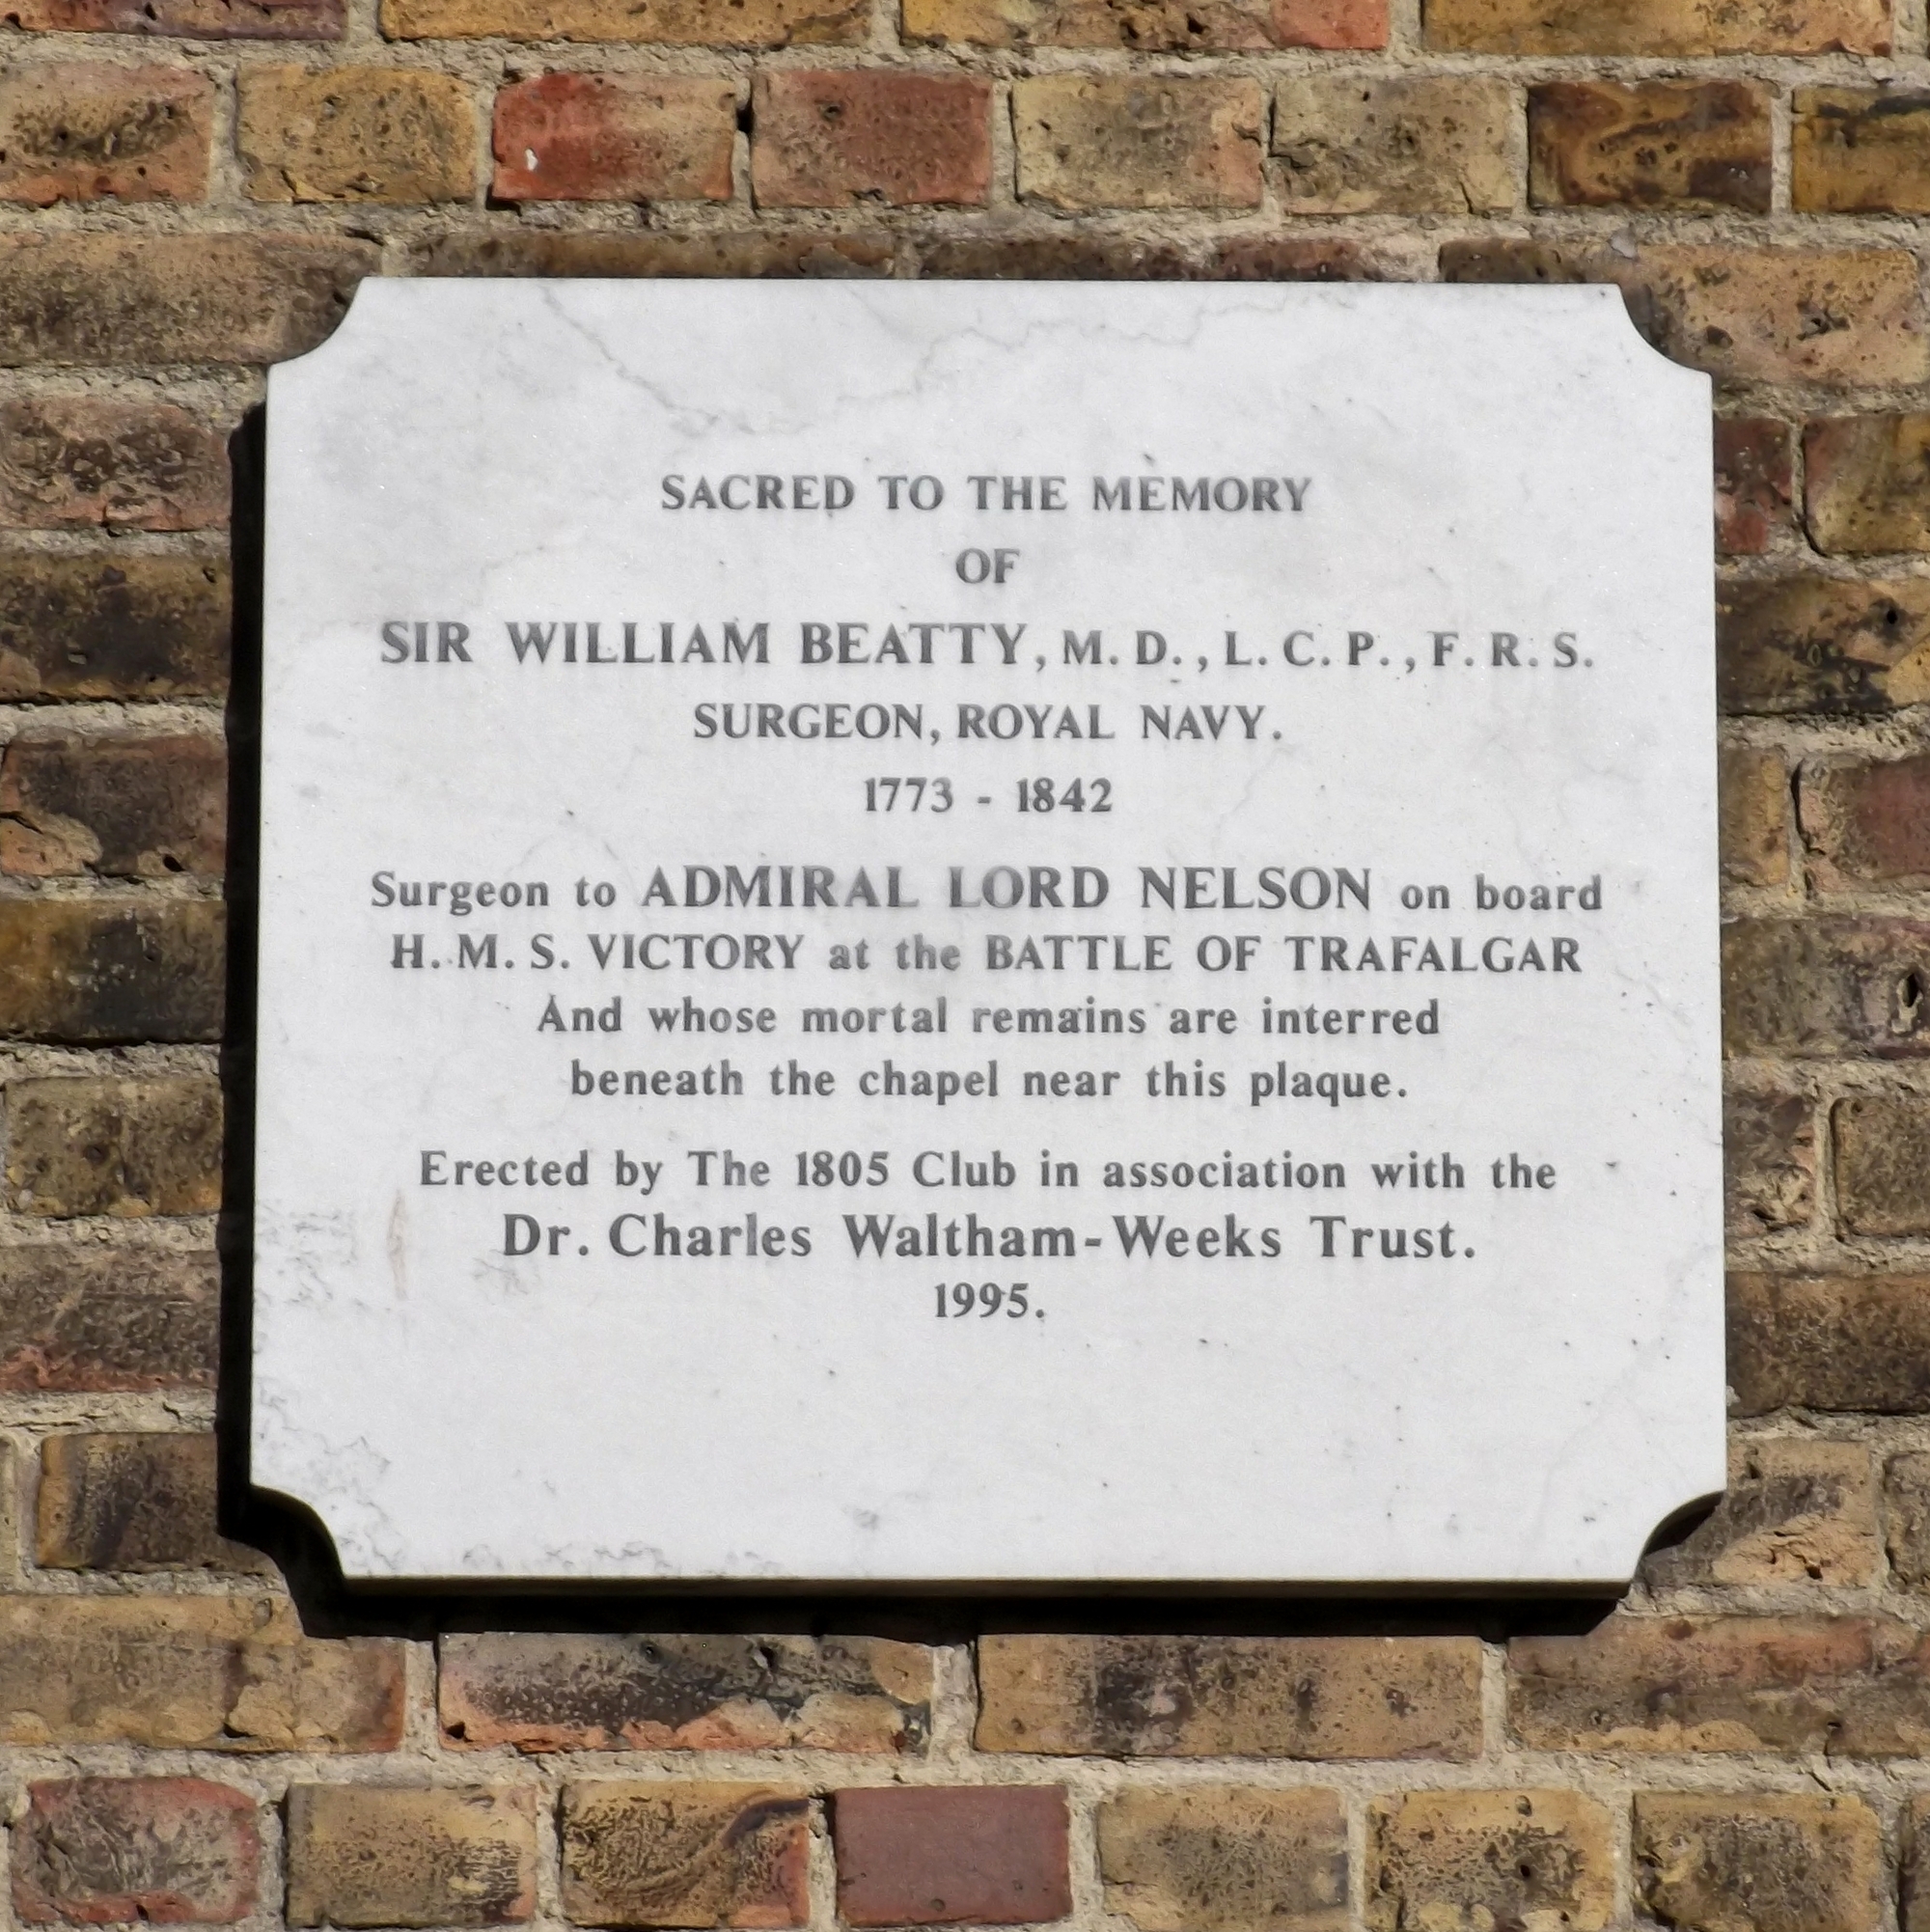 SACRED TO THE MEMORY
OF
SIR WILLIAM BEATTY, M. D., L. C. P., F. R. S.
SURGEON, ROYAL NAVY.
1773 - 1842
Surgeon to ADMIRAL LORD NELSON on board
H. M. S. VICTORY at the BATTLE OF TRAFALGAR
And whose mortal remains are interred
beneath the chapel near this plaque.
Erected by The 1805 Club in association with the
Dr. Charles Waltham-Weeks Trust.
1995.